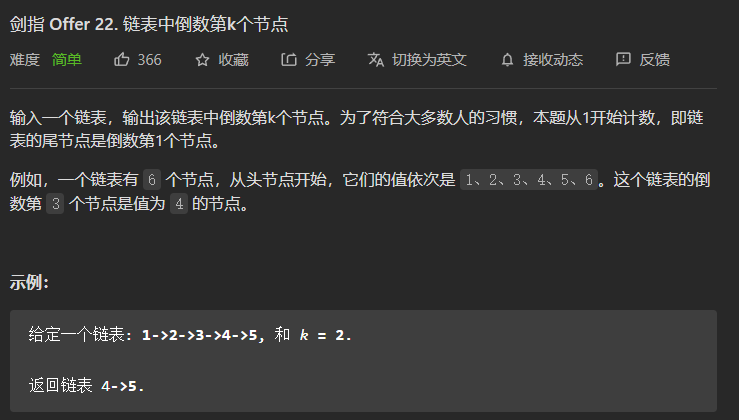 剑指 Offer 22. 链表中倒数第k个节点
难度 简单 366 收藏 分享 切换为英文 接收动态 反馈
输入一个链表，输出该链表中倒数第k个节点。为了符合大多数人的习惯，本题从1开始计数，即链
表的尾节点是倒数第1个节点。
例如，一个链表有 6 个节点，从头节点开始，它们的值依次是 1、2、3、4、5、6。这个链表的倒
数第 3 个节点是值为 4 的节点。
示例：
给定一个链表: 1->2->3->4->5, 和 k = 2.
返回链表 4->5.